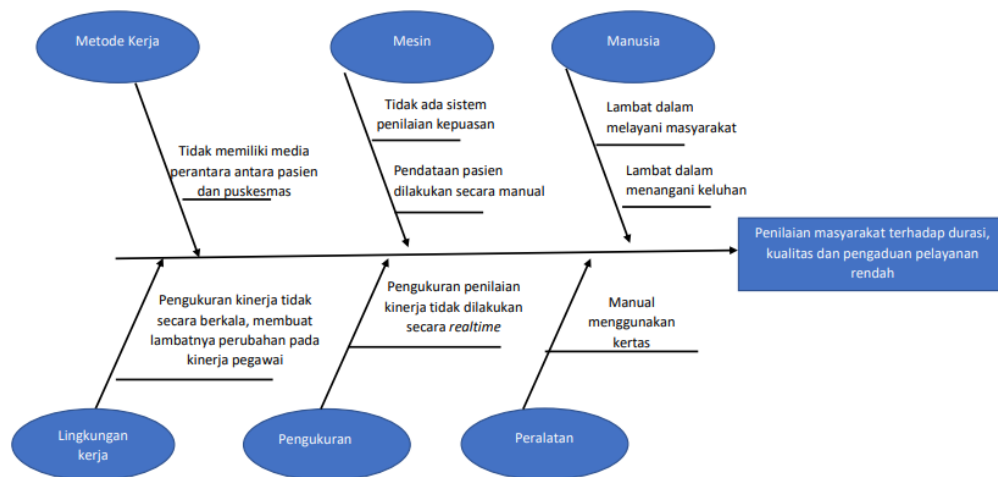 Metode Kerja
Mesin
Manusia
Tidak memiliki media
perantara antara pasien
dan puskesmas
Tidak ada sistem
penilaian kepuasan
Pendataan pasien
dilakukan secara manual
Lambat dalam
melayani masyarakat
Lambat dalam
menangani keluhan
Penilaian masyarakat terhadap durasi,
kualitas dan pengaduan pelayanan
rendah
Pengukuran kinerja tidak
secara berkala, membuat
lambatnya perubahan pada
kinerja pegawai
Pengukuran penilaian
kinerja tidak dilakukan
secara realtime
Manual
menggunakan
kertas
Lingkungan
kerja
Pengukuran
Peralatan